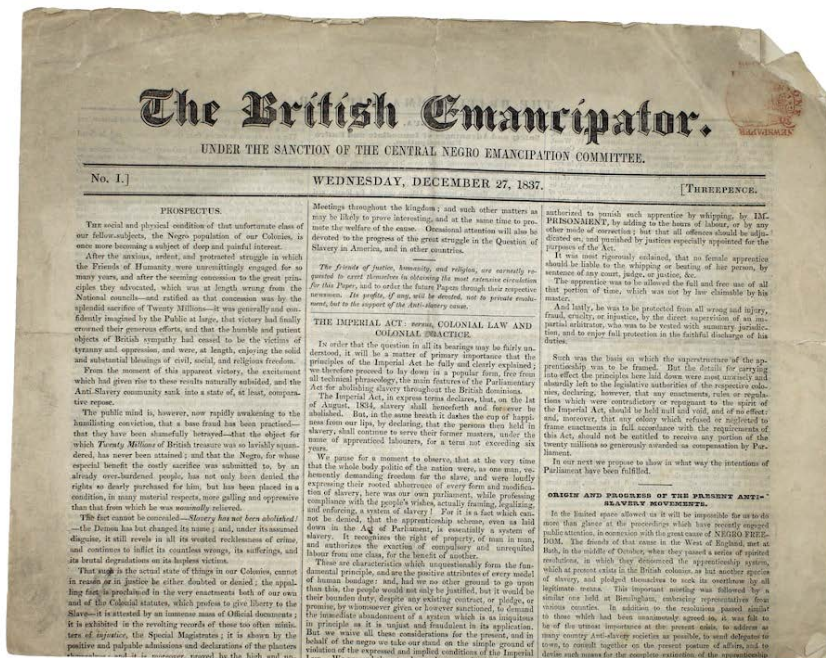 The British Emancipator.
UNDER THE SANCTION OF THE CENTRAL NEGRO EMANCIPATION COMMITTEE.
No. I.] WEDNESDAY, DECEMBER 27, 1837. [THREEPENCE.
PROSPECTUS.
THE social and physical condition of that unfortunate class of
our fellow-subjects, the Negro population of our Colonies, is
once more becoming a subject of deep and painful interest.
After the anxious, ardent, and protracted struggle in which
the Friends of Humanity were unremittingly engaged for so
many years, and after the seeming concession to the great prin-
ciples they advocated, which was at length wrung from the
National councils—and ratified as that concession was by the
splendid sacrifice of Twenty Millions—it was generally and con-
fidently imagined by the Public at large, that victory had finally
crowned their generous efforts, and that the humble and patient
objects of British sympathy had ceased to be the victims of
tyranny and oppression, and were, at length, enjoying the solid
and substantial blessings of civil, social, and religious freedom.
From the moment of this apparent victory, the excitement
which had given rise to these results naturally subsided, and the
Anti-Slavery community sunk into a state of, at least, compara-
tive repose.
The public mind is, however, now rapidly awakening to the
humiliating conviction, that a base fraud has been practised—
that they have been shamefully betrayed—that the object for
which Twenty Millions of British treasure was so lavishly squan-
dered, has never been attained; and that the Negro, for whose
especial benefit the costly sacrifice was submitted to, by an
already over-burdened people, has not only been denied the
rights so dearly purchased for him, but has been placed in a
condition, in many material respects, more galling and oppressive
than that from which he was nominally relieved.
The fact cannot be concealed—Slavery has not been abolished!
—the Demon has but changed its name; and, under its assumed
disguise, it still revels in all its wonted recklessness of crime,
and continues to inflict its countless wrongs, its sufferings, and
its brutal degradations on its hapless victims.
That such is the actual state of things in our Colonies, cannot
in reason or in justice be either doubted or denied; the appal-
ling fact is proclaimed in the very enactments both of our own
and of the Colonial statutes, which profess to give liberty to the
Slave—it is attested by an immense mass of Official documents;
it is exhibited in the revolting records of those too often minis-
ters of injustice, the Special Magistrates; it is shown by the
positive and palpable admissions and declarations of the planters
Meetings throughout the kingdom; and such other matters as
may be likely to prove interesting, and at the same time to pro-
mote the welfare of the cause. Occasional attention will also be
devoted to the progress of the great struggle in the Question of
Slavery in America, and in other countries.
The friends of justice, humanity, and religion, are earnestly re-
quested to exert themselves in obtaining the most extensive circulation
for this Paper, and to order the future Papers through their respective
newsmen. Its profits, if any, will be devoted, not to private emolu-
ment, but to the support of the Anti-slavery cause.
THE IMPERIAL ACT: versus, COLONIAL LAW AND
COLONIAL PRACTICE.
In order that the question in all its bearings may be fully un-
derstood, it will be a matter of primary importance that the
principles of the Imperial Act be fully and clearly explained;
we therefore proceed to lay down in a popular form, free from
all technical phraseology, the main features of the Parliamentary
Act for abolishing slavery throughout the British dominions.
The Imperial Act, in express terms declares, that, on the 1st
of August, 1834, slavery shall henceforth and forever be
abolished. But, in the same breath it dashes the cup of happi-
ness from our lips, by declaring, that the persons then held in
slavery, shall continue to serve their former masters, under the
name of apprenticed labourers, for a term not exceeding six
years.
We pause for a moment to observe, that at the very time
that the whole body politic of the nation were, as one man, ve-
hemently demanding freedom for the slave, and were loudly
expressing their rooted abhorrence of every form and modifica-
tion of slavery, here was our own parliament, while professing
compliance with the people's wishes, actually framing, legalizing,
and enforcing, a system of slavery! For it is a fact which can-
not be denied, that the apprenticeship scheme, even as laid
down in the Act of Parliament, is essentially a system of
slavery. It recognises the right of property, of man in man,
and authorizes the exaction of compulsory and unrequited
labour from one class, for the benefit of another.
These are characteristics which unquestionably form the fun-
damental principle, and are the positive attributes of every model
of human bondage: and, had we no other ground to go upon
than this, the people would not only be justified, but it would be
their bounden duty, despite any existing contract, or pledge, or
promise, by whomsoever given or however sanctioned, to demand
the immediate abandonment of a system which is as iniquitous
in principle as it is unjust and fraudulent in its application.
But we waive all these considerations for the present, and in
behalf of the negro we take our stand on the simple ground of
violation of the expressed and implied conditions of the Imperial
authorized to punish such apprentice by whipping, by IM-
PRISONMENT, by adding to the hours of labour, or by any
other mode of correction; but that all offences should be adju-
dicated on, and punished by justices especially appointed for the
purposes of the Act.
It was most rigorously ordained, that no female apprentice
should be liable to the whipping or beating of her person, by
sentence of any court, judge, or justice, &c.
The apprentice was to be allowed the full and free use of all
that portion of time, which was not by law claimable by his
master.
And lastly, he was to be protected from all wrong and injury,
fraud, cruelty, or injustice, by the direct supervision of an im-
partial arbitrator, who was to be vested with summary jurisdic-
tion, and to enjoy full protection in the faithful discharge of his
duties.
Such was the basis on which the superstructure of the ap-
prenticeship was to be framed. But the details for carrying
into effect the principles here laid down were most unwisely and
absurdly left to the legislative authorities of the respective colo-
nies, declaring, however, that any enactments, rules, or regula-
tions which were contradictory or repugnant to the spirit of
the Imperial Act, should be held null and void, and of no effect:
and, moreover, that any colony which refused or neglected to
frame enactments in full accordance with the requirements of
this Act, should not be entitled to receive any portion of the
twenty millions so generously awarded as compensation by Par-
liament.
In our next we propose to shew in what way the intentions of
Parliament have been fulfilled.
ORIGIN AND PROGRESS OF THE PRESENT ANTI-
SLAVERY MOVEMENTS.
In the limited space allowed us it will be impossible for us to do
more than glance at the proceedings which have recently engaged
public attention, in connexion with the great cause of NEGRO FREE-
DOM. The friends of that cause in the West of England, met at
Bath, in the middle of October, when they passed a series of spirited
resolutions, in which they denounced the apprenticeship system,
which at present exists in the British colonies, as but another species
of slavery, and pledged themselves to seek its overthrow by all
legitimate means. This important meeting was followed by a
similar one held at Birmingham, embracing representatives from
various counties. In addition to the resolutions passed similar
to those which had been unanimously agreed to, it was felt to
be of the utmost importance at the present crisis, to address as
many country Anti-slavery societies as possible, to send delegates to
town, to consult together on the present posture of affairs, and to
devise such means for the complete extinction of the apprenticeship